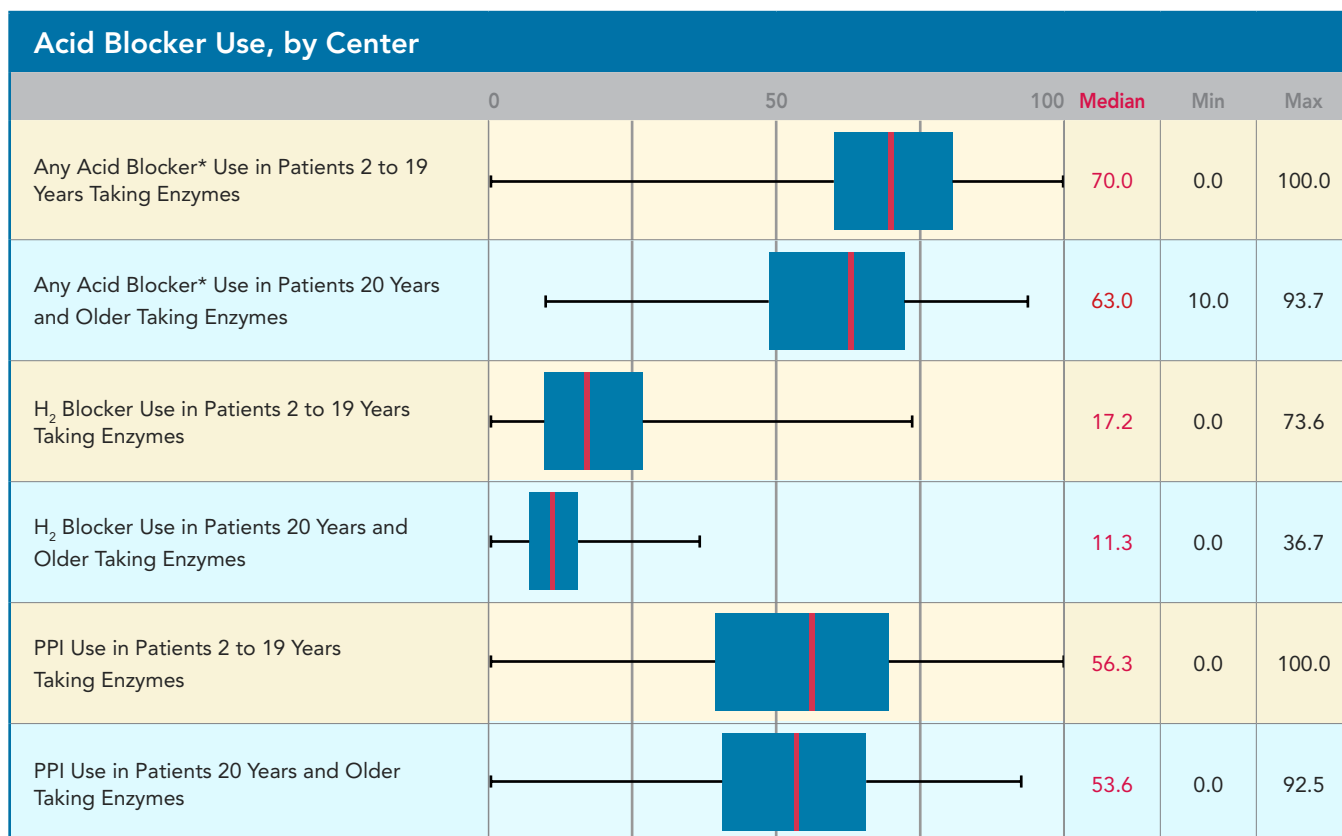 Acid Blocker Use, by Center
0 50 100 Median Min Max
Any Acid Blocker* Use in Patients 2 to 19
Years Taking Enzymes
70.0 0.0 100.0
Any Acid Blocker* Use in Patients 20 Years
and Older Taking Enzymes
63.0 10.0 93.7
H₂ Blocker Use in Patients 2 to 19 Years
Taking Enzymes
17.2 0.0 73.6
H₂ Blocker Use in Patients 20 Years and
Older Taking Enzymes
11.3 0.0 36.7
PPI Use in Patients 2 to 19 Years
Taking Enzymes
56.3 0.0 100.0
PPI Use in Patients 20 Years and Older
Taking Enzymes
53.6 0.0 92.5